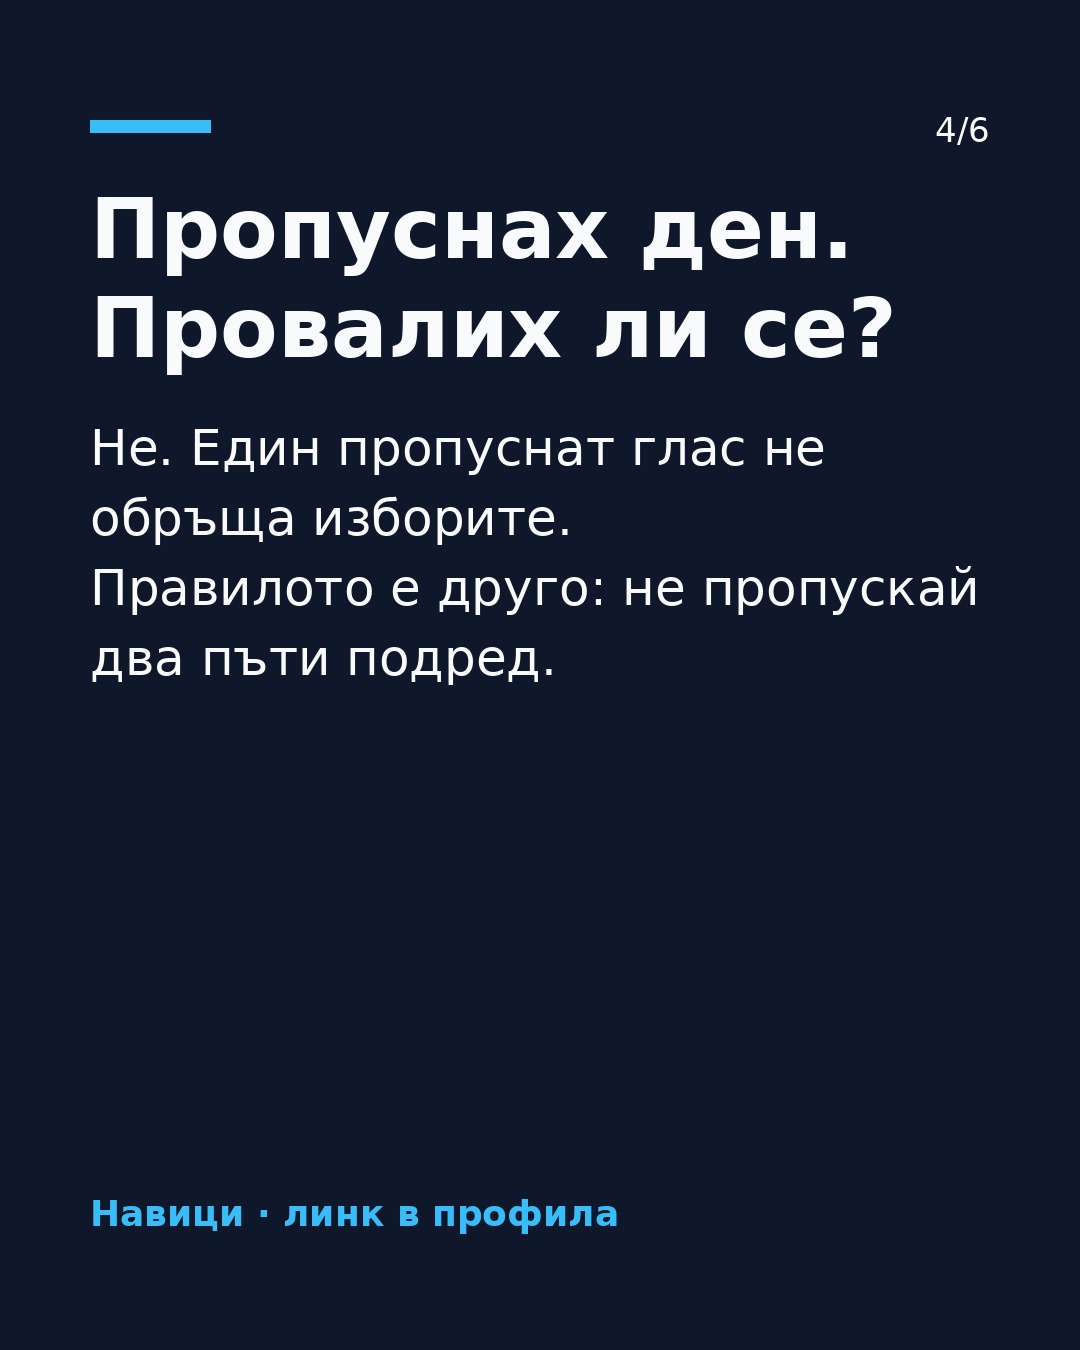 4/6
Пропуснах ден.
Провалих ли се?
Не. Един пропуснат глас не
обръща изборите.
Правилото е друго: не пропускай
два пъти подред.
Навици · линк в профила